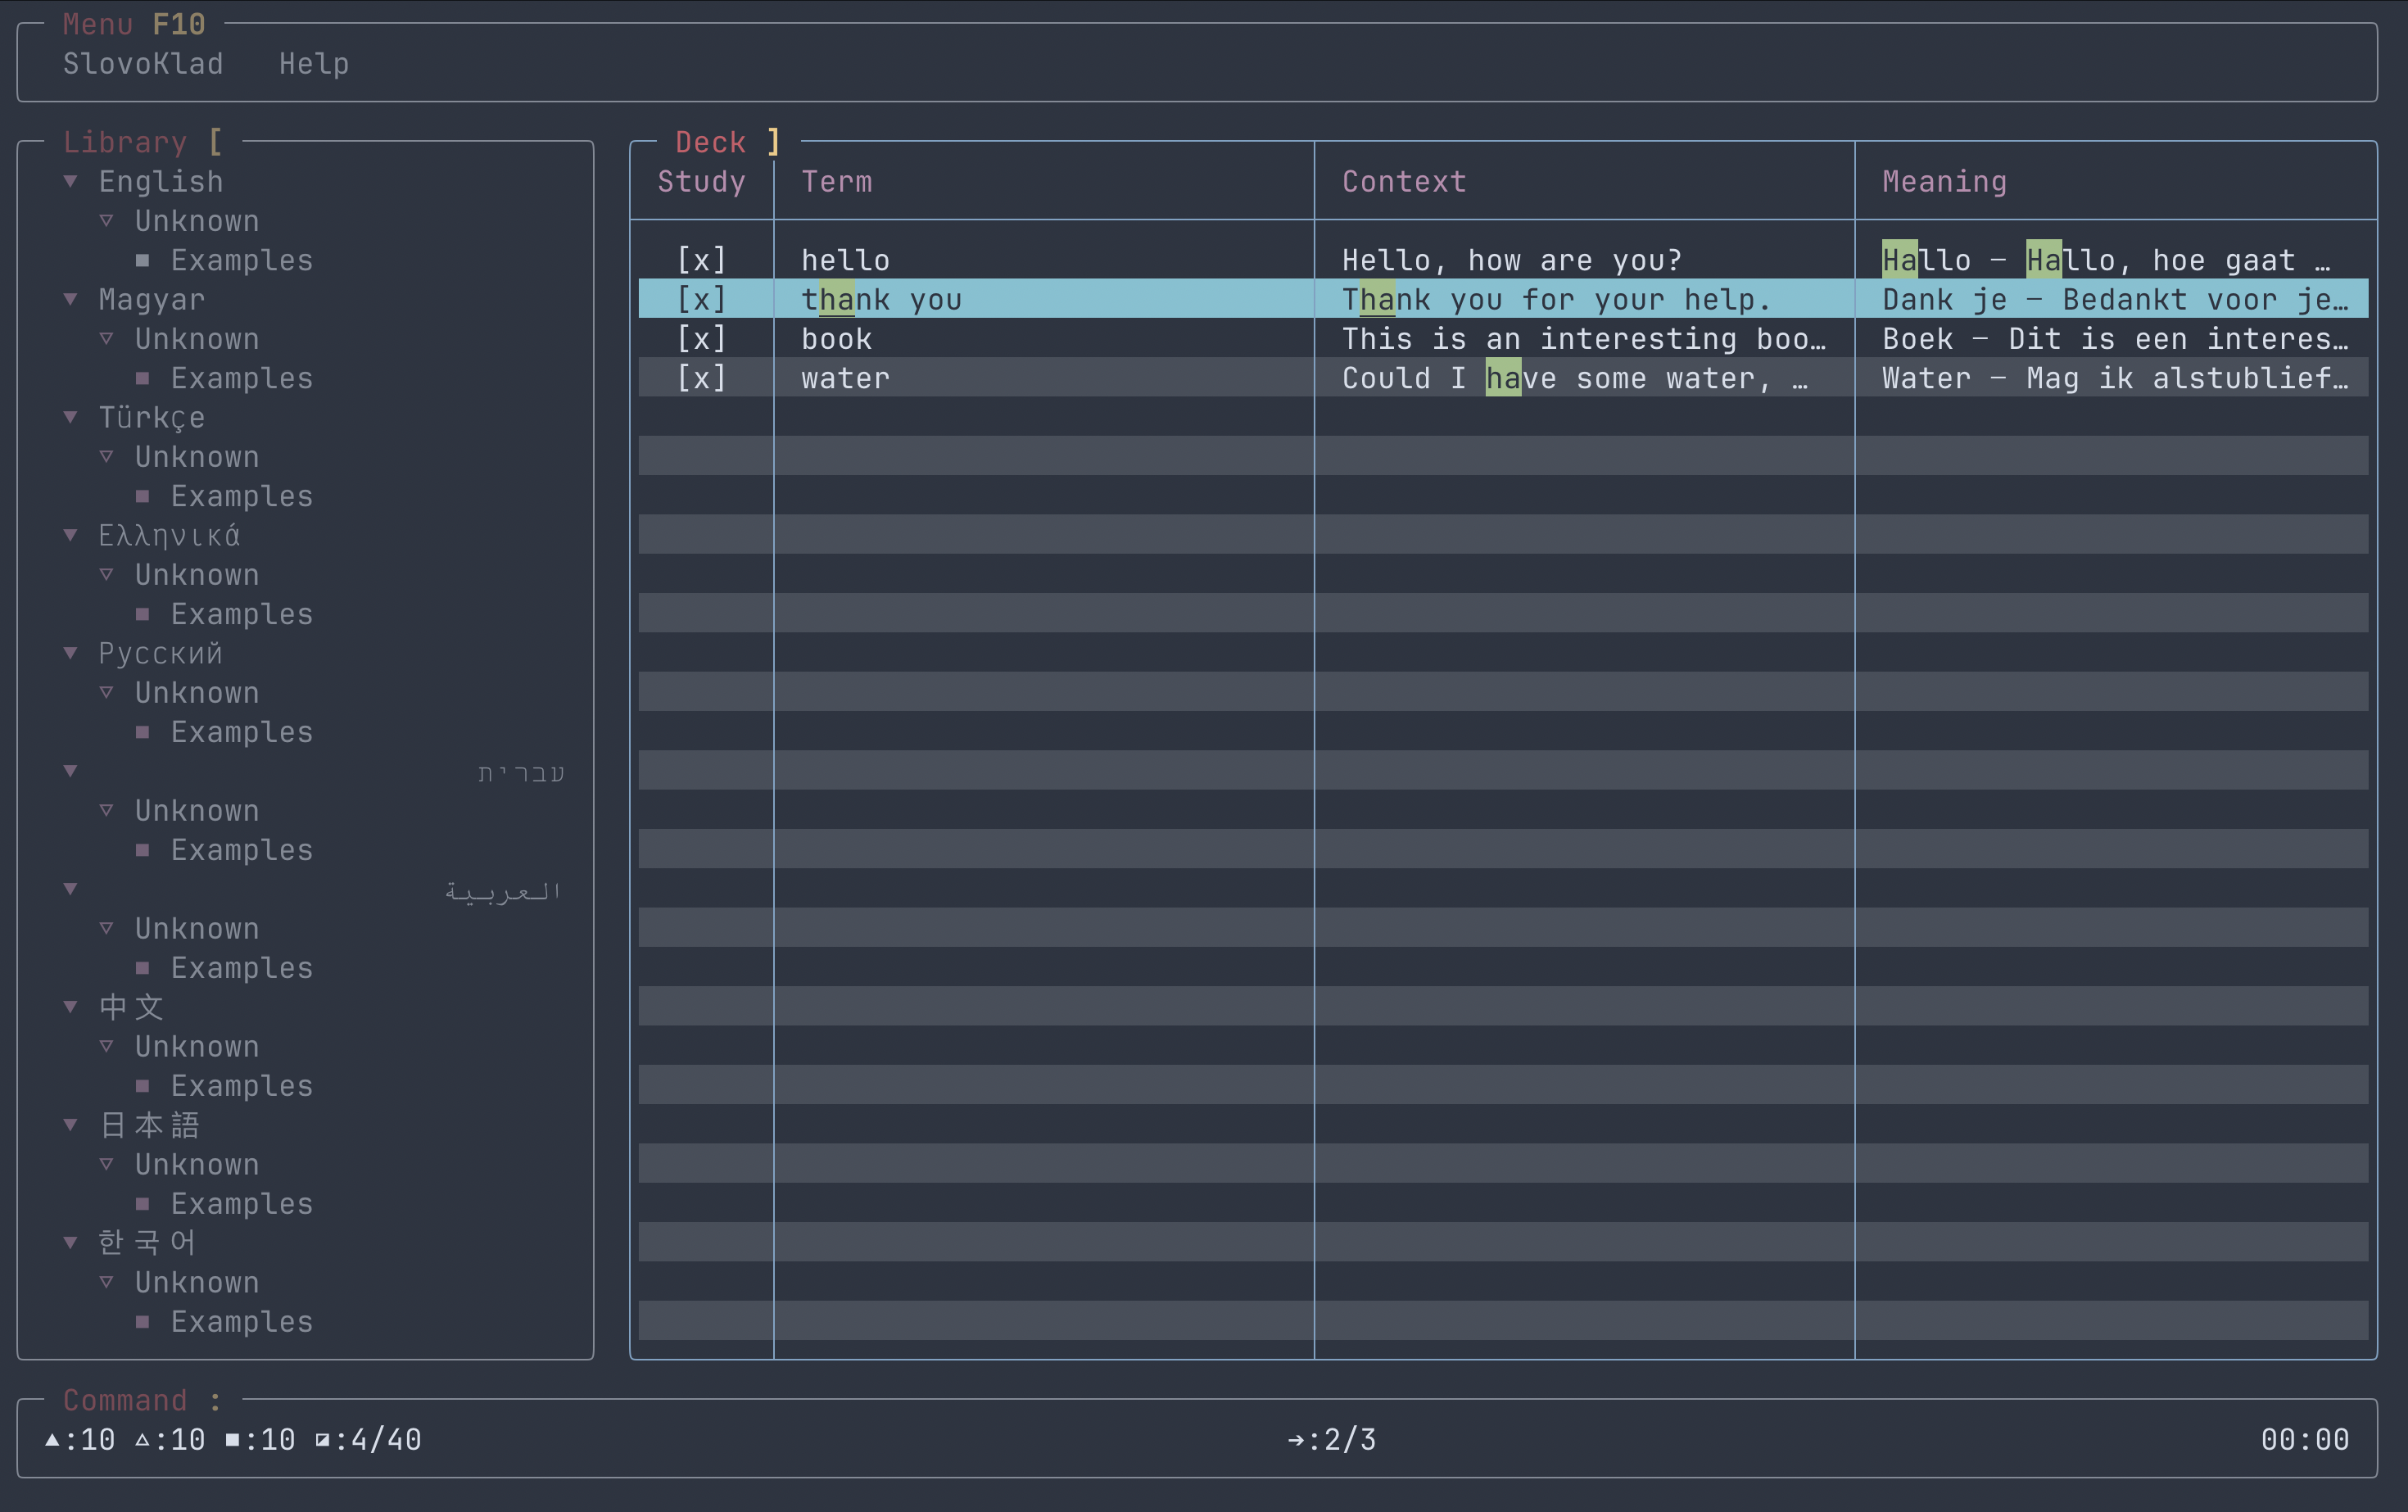 Menu F10
SlovoKlad Help
Library [
▼ English
▽ Unknown
■ Examples
▼ Magyar
▽ Unknown
■ Examples
▼ Türkçe
▽ Unknown
■ Examples
▼ Ελληνικά
▽ Unknown
■ Examples
▼ Русский
▽ Unknown
■ Examples
▼ עברית
▽ Unknown
■ Examples
▼ العربية
▽ Unknown
■ Examples
▼ 中文
▽ Unknown
■ Examples
▼ 日本語
▽ Unknown
■ Examples
▼ 한국어
▽ Unknown
■ Examples
Deck ]
Study Term Context Meaning
[x] hello Hello, how are you? Hallo — Hallo, hoe gaat …
[x] thank you Thank you for your help. Dank je — Bedankt voor je…
[x] book This is an interesting boo… Boek — Dit is een interes…
[x] water Could I have some water, … Water — Mag ik alstublief…
Command :
▲:10 △:10 ■:10 ◪:4/40 →:2/3 00:00